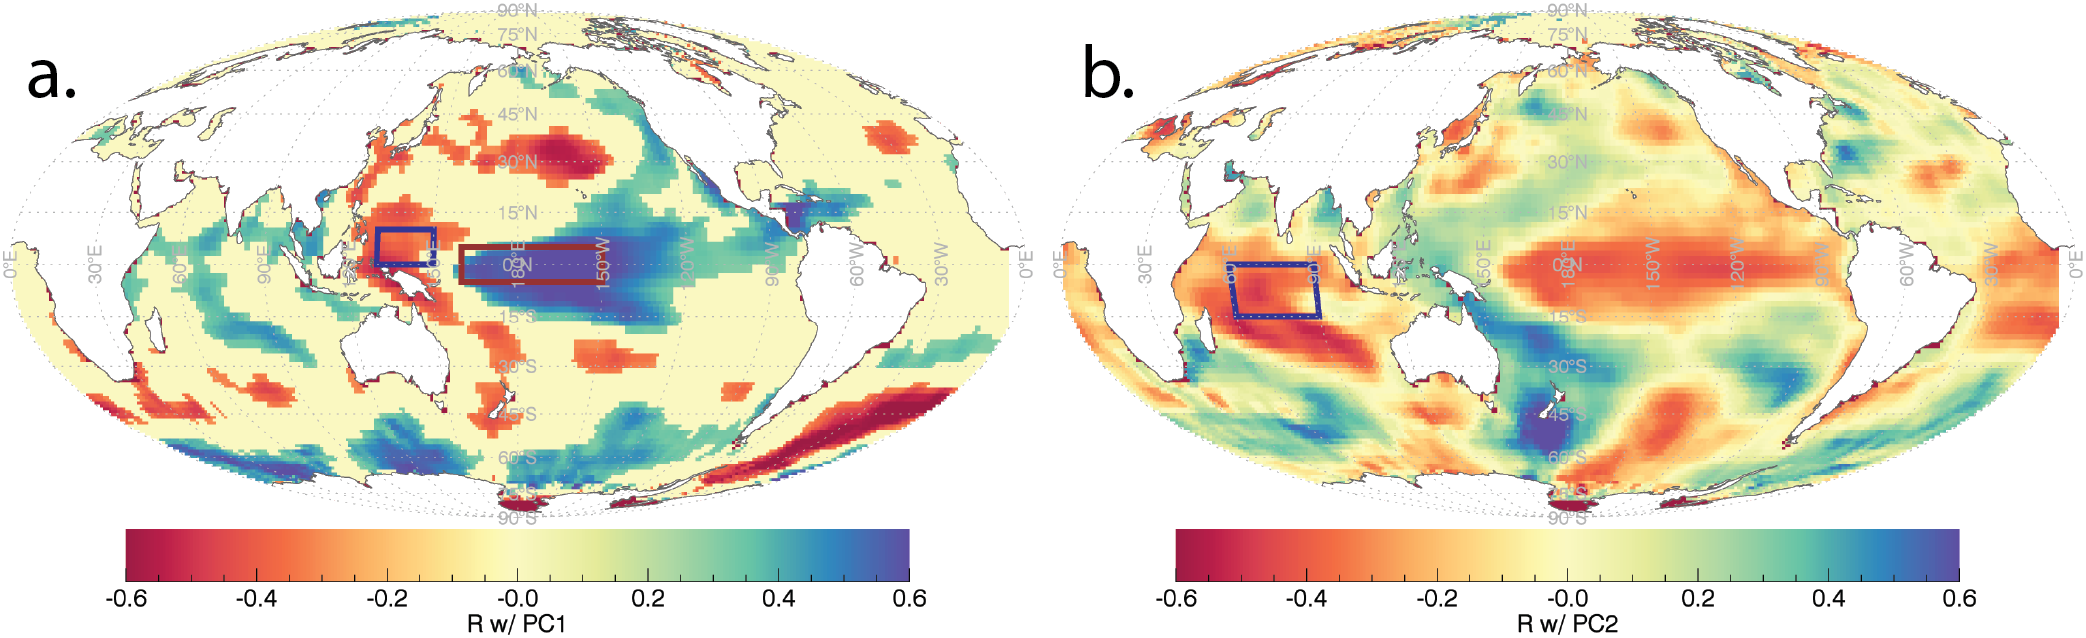 a.
90°N
75°N
60°N
45°N
30°N
15°N
0°E 30°E 60°E 90°E 150°E 180°E 0°N 150°W 120°W 90°W 60°W 30°W 0°E
15°S
30°S
45°S
60°S
75°S
90°S
-0.6 -0.4 -0.2 -0.0 0.2 0.4 0.6
R w/ PC1
b.
90°N
75°N
60°N
45°N
30°N
15°N
0°E 30°E 60°E 90°E 120°E 150°E 180°E 0°N 150°W 120°W 90°W 60°W 30°W 0°E
15°S
30°S
45°S
60°S
75°S
90°S
-0.6 -0.4 -0.2 -0.0 0.2 0.4 0.6
R w/ PC2